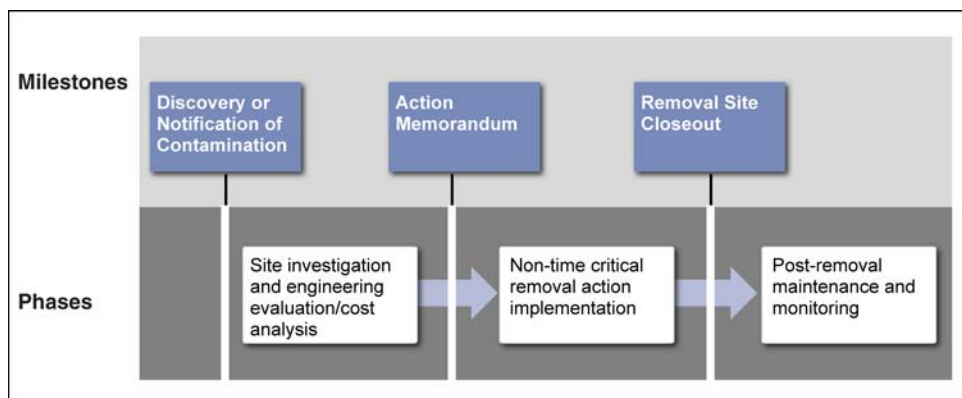 Milestones
Discovery or
Notification of
Contamination
Action
Memorandum
Removal Site
Closeout
Phases
Site investigation
and engineering
evaluation/cost
analysis
Non-time critical
removal action
implementation
Post-removal
maintenance and
monitoring